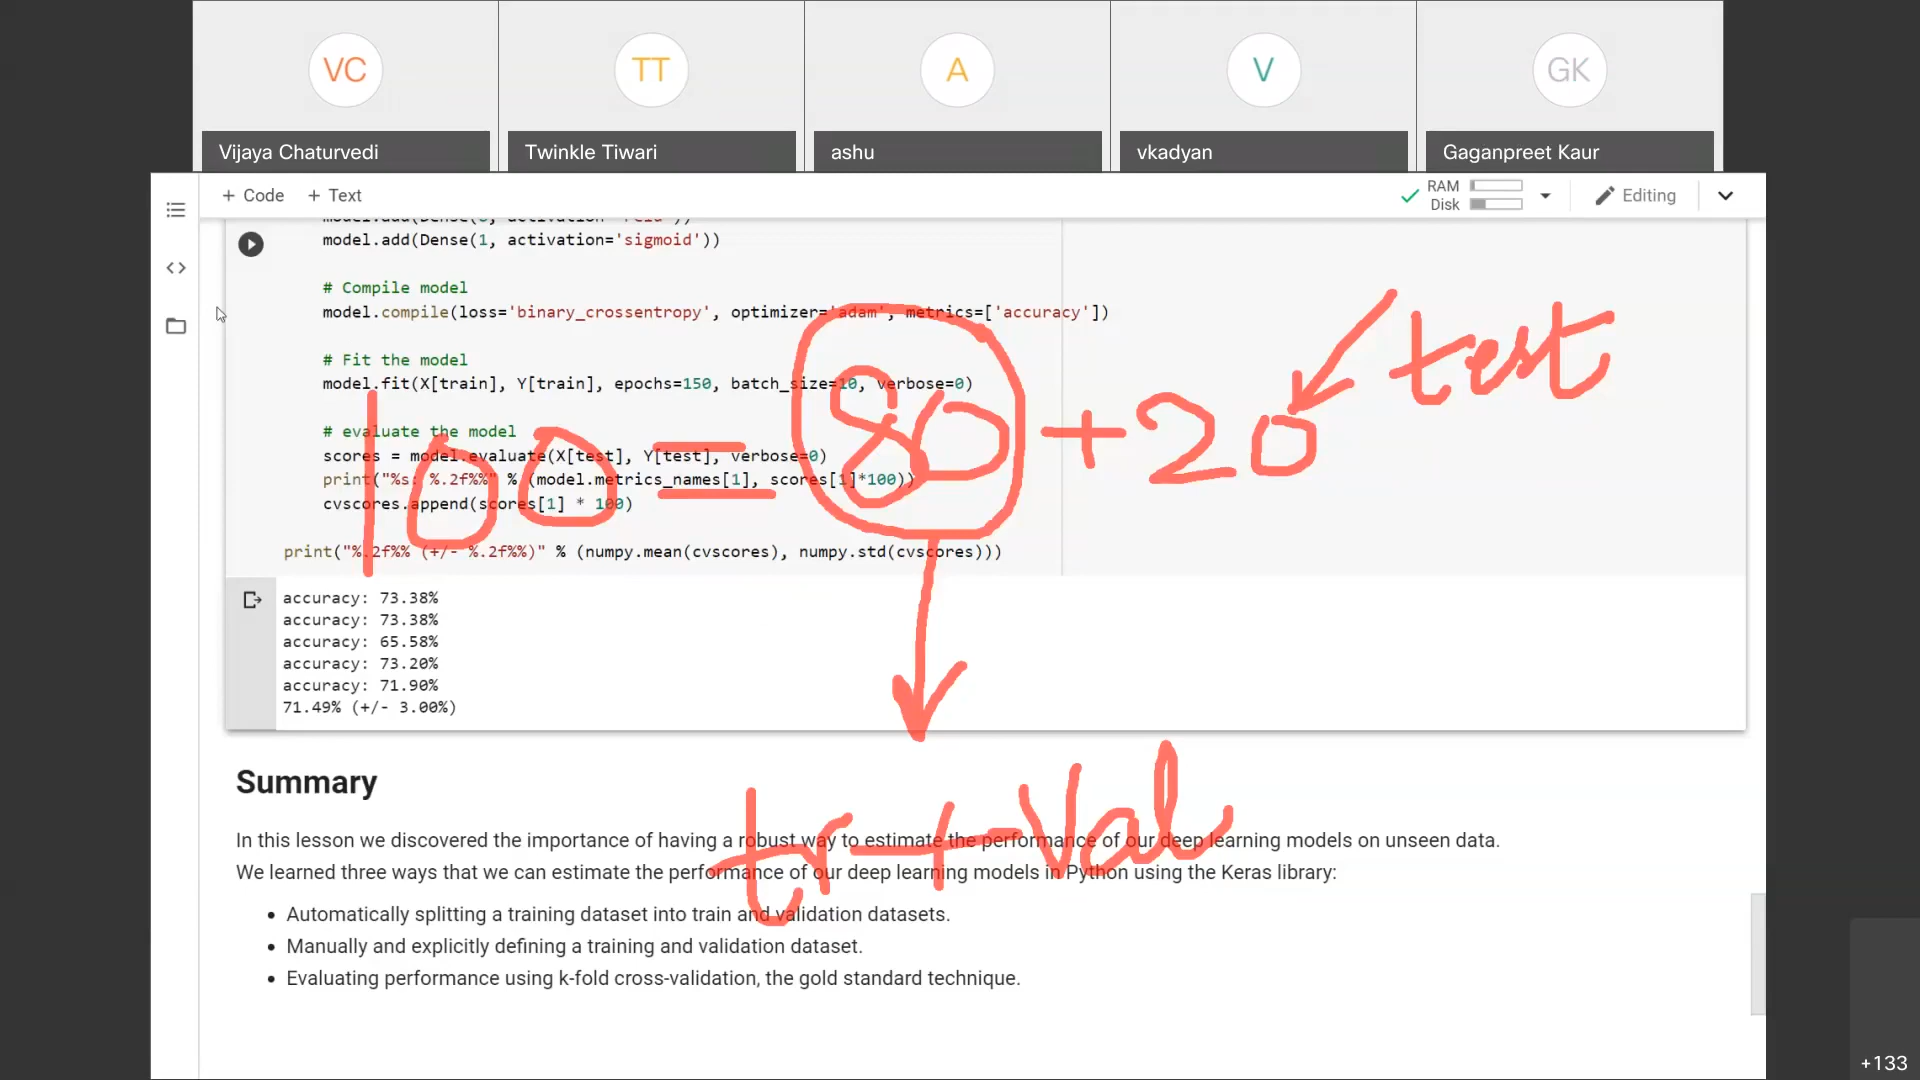 VC TT A V GK
Vijaya Chaturvedi Twinkle Tiwari ashu vkadyan Gaganpreet Kaur
+ Code + Text RAM Disk Editing
model.add(Dense(1, activation='sigmoid'))
# Compile model
model.compile(loss='binary_crossentropy', optimizer='adam', metrics=['accuracy'])
# Fit the model
model.fit(X[train], Y[train], epochs=150, batch_size=10, verbose=0)
# evaluate the model
scores = model.evaluate(X[test], Y[test], verbose=0)
print("%s: %.2f%%" % (model.metrics_names[1], scores[1]*100))
cvscores.append(scores[1] * 100)
print("%.2f%% (+/- %.2f%%)" % (numpy.mean(cvscores), numpy.std(cvscores)))
100 = 80 + 20 test
accuracy: 73.38%
accuracy: 73.38%
accuracy: 65.58%
accuracy: 73.20%
accuracy: 71.90%
71.49% (+/- 3.00%)
tr + val
Summary
In this lesson we discovered the importance of having a robust way to estimate the performance of our deep learning models on unseen data.
We learned three ways that we can estimate the performance of our deep learning models in Python using the Keras library:
• Automatically splitting a training dataset into train and validation datasets.
• Manually and explicitly defining a training and validation dataset.
• Evaluating performance using k-fold cross-validation, the gold standard technique.
+133